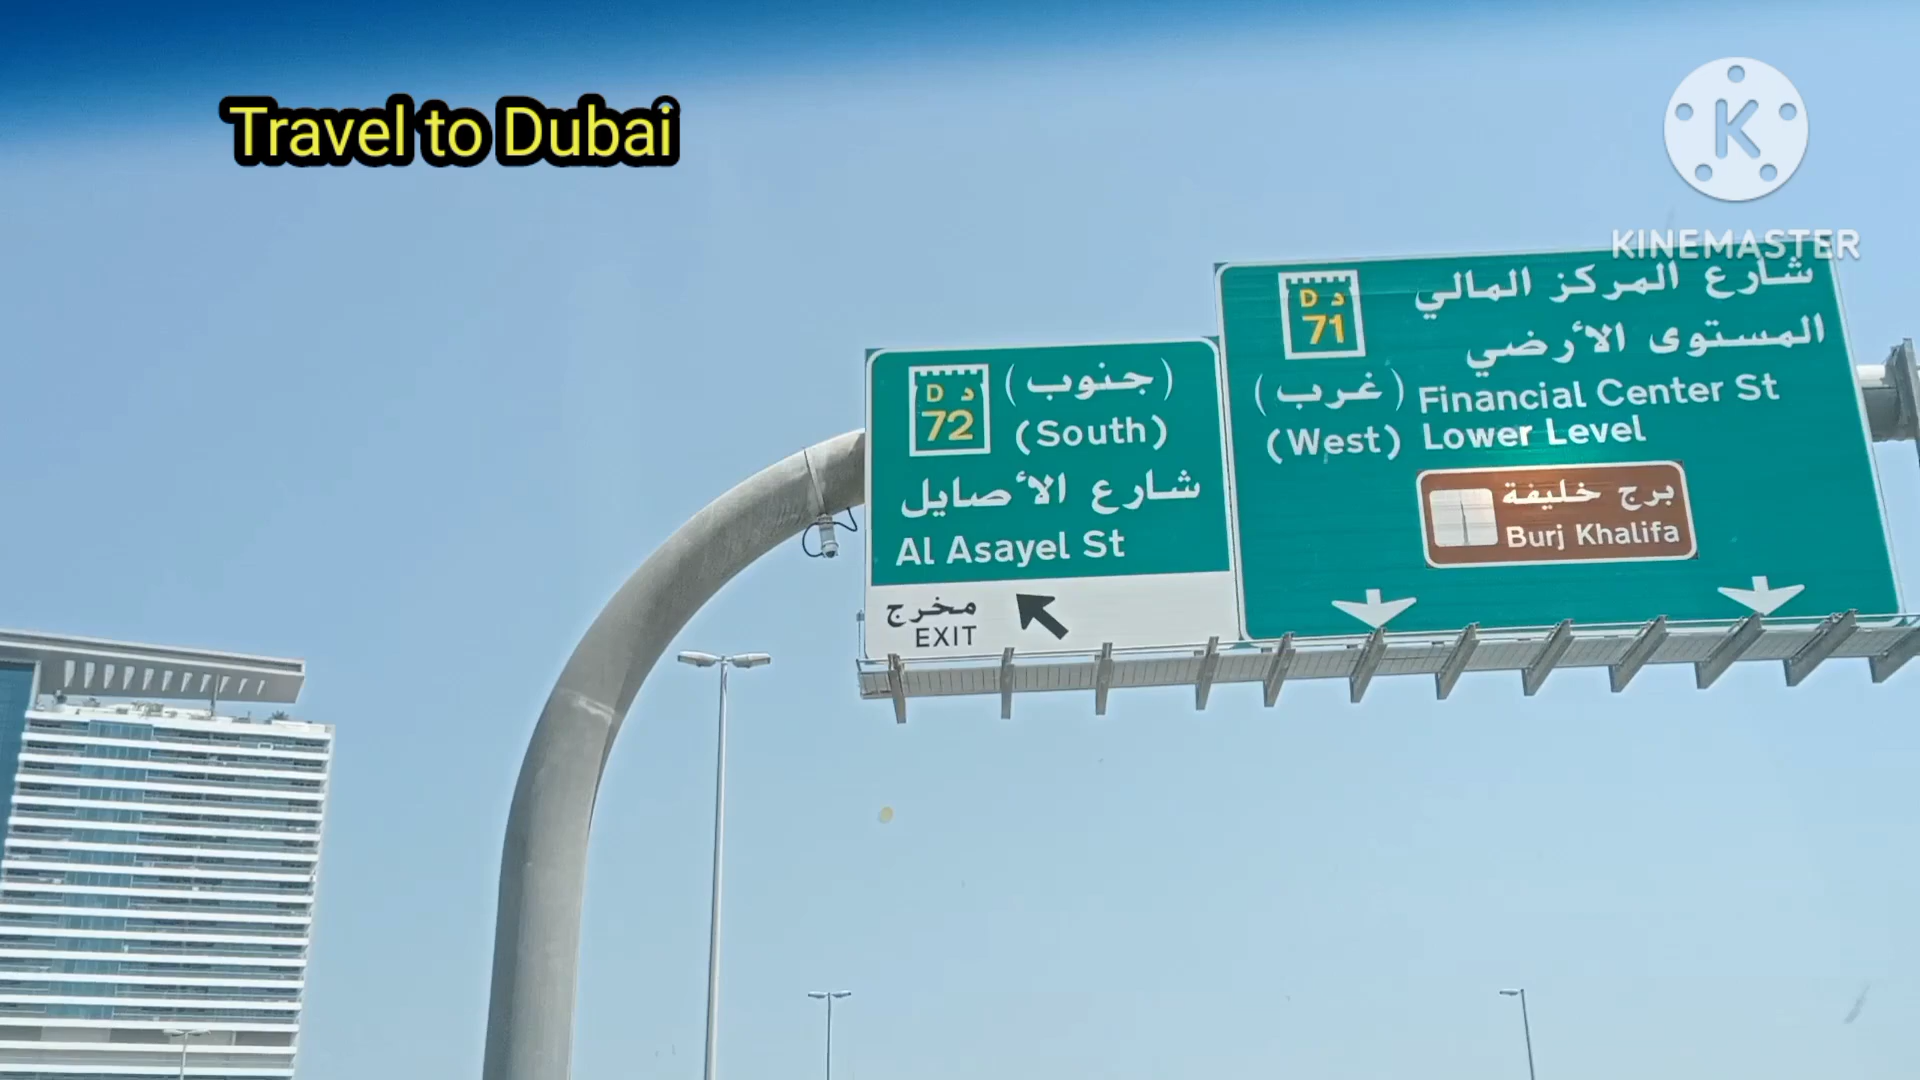 Travel to Dubai
K
KINEMASTER
D د
72
(جنوب)
(South)
شارع الأصايل
Al Asayel St
مخرج
EXIT
D د
71
شارع المركز المالي
المستوى الأرضي
(غرب)
(West)
Financial Center St
Lower Level
برج خليفة
Burj Khalifa